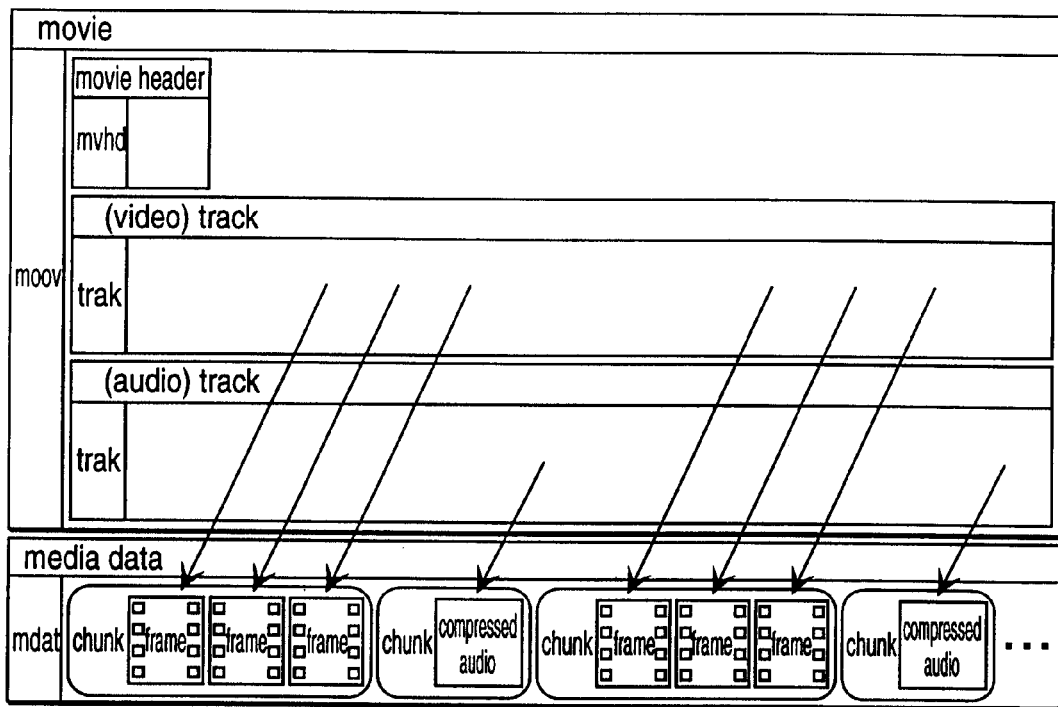 movie
moov
movie header
mvhd
(video) track
trak
(audio) track
trak
media data
mdat
chunk frame frame frame
chunk compressed audio
chunk frame frame frame
chunk compressed audio
...